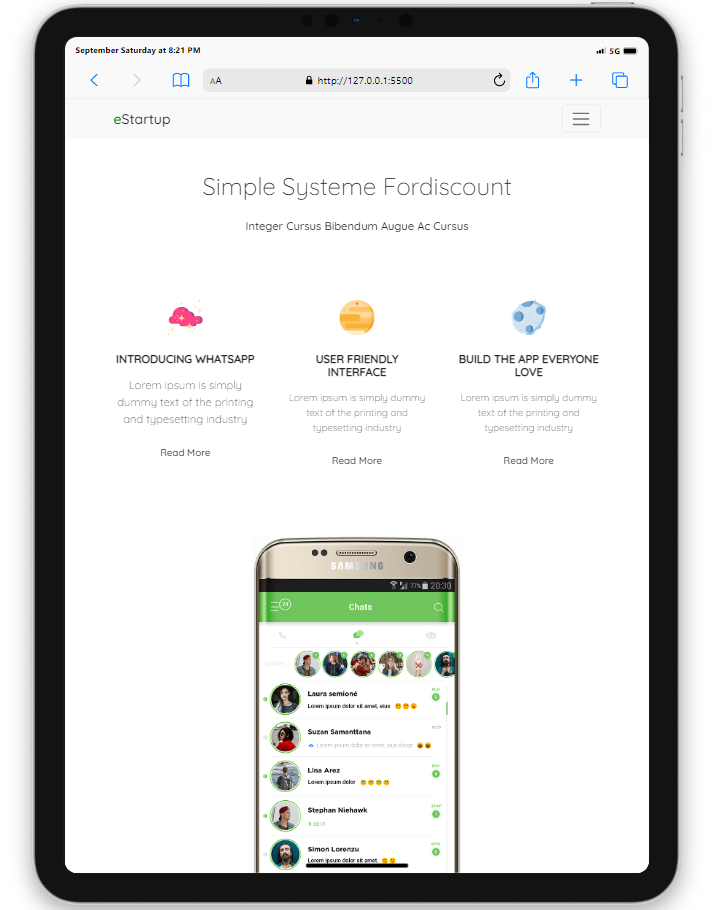 September Saturday at 8:21 PM
5G
AA
http://127.0.0.1:5500
eStartup
Simple Systeme Fordiscount
Integer Cursus Bibendum Augue Ac Cursus
INTRODUCING WHATSAPP
Lorem ipsum is simply
dummy text of the printing
and typesetting industry
Read More
USER FRIENDLY
INTERFACE
Lorem ipsum is simply dummy
text of the printing and
typesetting industry
Read More
BUILD THE APP EVERYONE
LOVE
Lorem ipsum is simply dummy
text of the printing and
typesetting industry
Read More
SAMSUNG
77% 20:30
24
Chats
Laura semioné
Lorem ipsum dolor sit amet, eius
Suzan Samanttana
Lorem ipsum dolor sit amet, eius
Lina Arez
Lorem ipsum dolor
Stephan Niehawk
02:17
Simon Lorenzu
Lorem ipsum dolor sit amet,